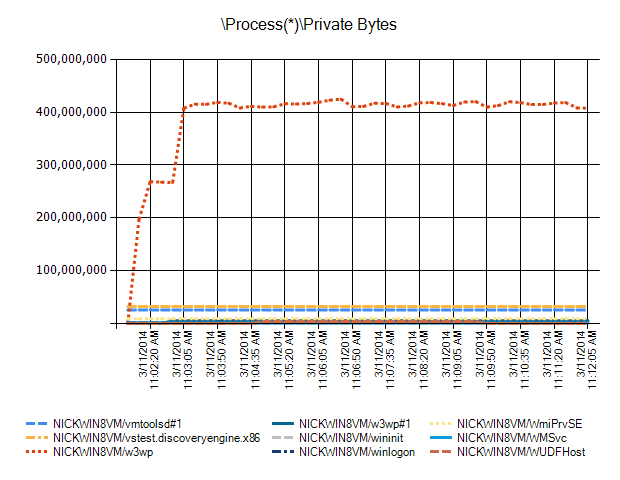 \Process(*)\Private Bytes
500,000,000
400,000,000
300,000,000
200,000,000
100,000,000
3/11/2014 11:02:20 AM
3/11/2014 11:03:05 AM
3/11/2014 11:03:50 AM
3/11/2014 11:04:35 AM
3/11/2014 11:05:20 AM
3/11/2014 11:06:05 AM
3/11/2014 11:06:50 AM
3/11/2014 11:07:35 AM
3/11/2014 11:08:20 AM
3/11/2014 11:09:05 AM
3/11/2014 11:09:50 AM
3/11/2014 11:10:35 AM
3/11/2014 11:11:20 AM
3/11/2014 11:12:05 AM
NICKWIN8VM/vmtoolsd#1 NICKWIN8VM/w3wp#1 NICKWIN8VM/WmiPrvSE
NICKWIN8VM/vstest.discoveryengine.x86 NICKWIN8VM/wininit NICKWIN8VM/WMSvc
NICKWIN8VM/w3wp NICKWIN8VM/winlogon NICKWIN8VM/WUDFHost